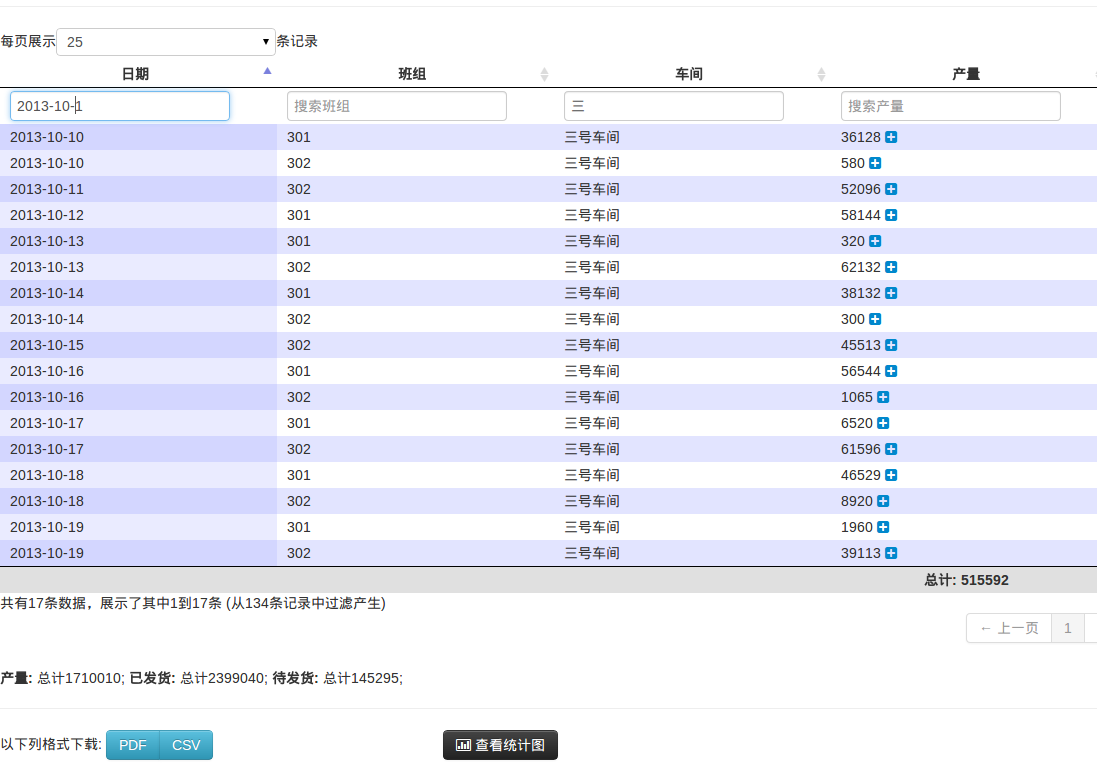 每页展示 25 条记录
日期 班组 车间 产量
2013-10-1 搜索班组 三 搜索产量
2013-10-10 301 三号车间 36128
2013-10-10 302 三号车间 580
2013-10-11 302 三号车间 52096
2013-10-12 301 三号车间 58144
2013-10-13 301 三号车间 320
2013-10-13 302 三号车间 62132
2013-10-14 301 三号车间 38132
2013-10-14 302 三号车间 300
2013-10-15 302 三号车间 45513
2013-10-16 301 三号车间 56544
2013-10-16 302 三号车间 1065
2013-10-17 301 三号车间 6520
2013-10-17 302 三号车间 61596
2013-10-18 301 三号车间 46529
2013-10-18 302 三号车间 8920
2013-10-19 301 三号车间 1960
2013-10-19 302 三号车间 39113
总计: 515592
共有17条数据，展示了其中1到17条 (从134条记录中过滤产生)
← 上一页 1
产量: 总计1710010; 已发货: 总计2399040; 待发货: 总计145295;
以下列格式下载: PDF CSV 查看统计图